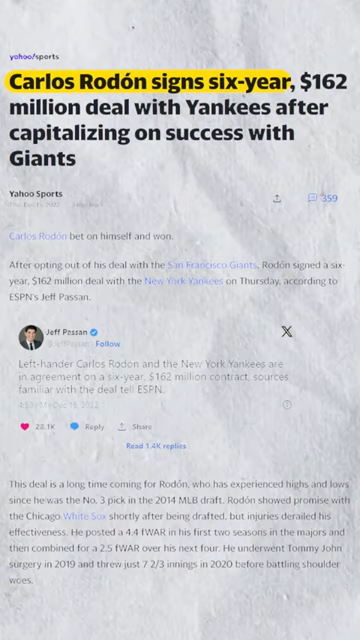 yahoo/sports
Carlos Rodón signs six-year, $162
million deal with Yankees after
capitalizing on success with
Giants
Yahoo Sports
359
Carlos Rodón bet on himself and won.
After opting out of his deal with the San Francisco Giants, Rodón signed a six-
year, $162 million deal with the New York Yankees on Thursday, according to
ESPN's Jeff Passan.
Jeff Passan
@JeffPassan · Follow
Left-hander Carlos Rodon and the New York Yankees are
in agreement on a six-year, $162 million contract, sources
familiar with the deal tell ESPN.
28.1K Reply Share
Read 1.4K replies
This deal is a long time coming for Rodón, who has experienced highs and lows
since he was the No. 3 pick in the 2014 MLB draft. Rodón showed promise with
the Chicago White Sox shortly after being drafted, but injuries derailed his
effectiveness. He posted a 4.4 fWAR in his first two seasons in the majors and
then combined for a 2.5 fWAR over his next four. He underwent Tommy John
surgery in 2019 and threw just 7 2/3 innings in 2020 before battling shoulder
woes.